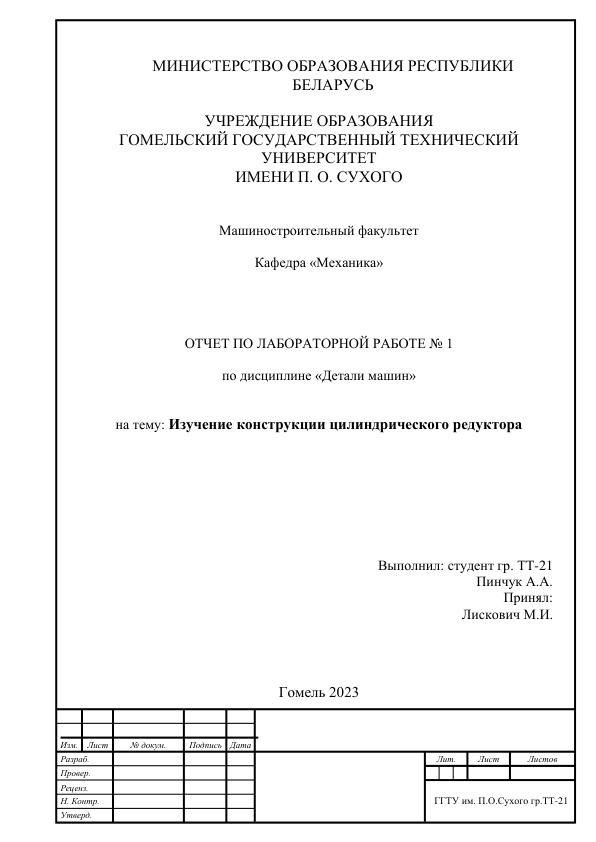 МИНИСТЕРСТВО ОБРАЗОВАНИЯ РЕСПУБЛИКИ
БЕЛАРУСЬ
УЧРЕЖДЕНИЕ ОБРАЗОВАНИЯ
ГОМЕЛЬСКИЙ ГОСУДАРСТВЕННЫЙ ТЕХНИЧЕСКИЙ
УНИВЕРСИТЕТ
ИМЕНИ П. О. СУХОГО
Машиностроительный факультет
Кафедра «Механика»
ОТЧЕТ ПО ЛАБОРАТОРНОЙ РАБОТЕ № 1
по дисциплине «Детали машин»
на тему: Изучение конструкции цилиндрического редуктора
Выполнил: студент гр. ТТ-21
Пинчук А.А.
Принял:
Лискович М.И.
Гомель 2023
Изм. Лист № докум. Подпись Дата
Разраб. Лит. Лист Листов
Провер.
Реценз.
Н. Контр. ГГТУ им. П.О.Сухого гр.ТТ-21
Утверд.